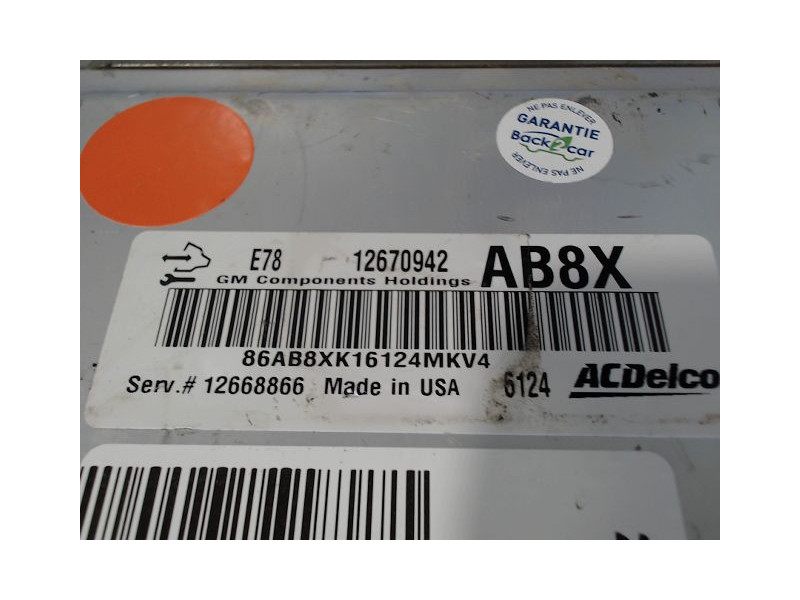 NE PAS ENLEVER
GARANTIE
Back2car
NE PAS ENLEVER
E78 12670942 AB8X
GM Components Holdings
86AB8XK16124MKV4
Serv.# 12668866 Made in USA 6124 ACDelco